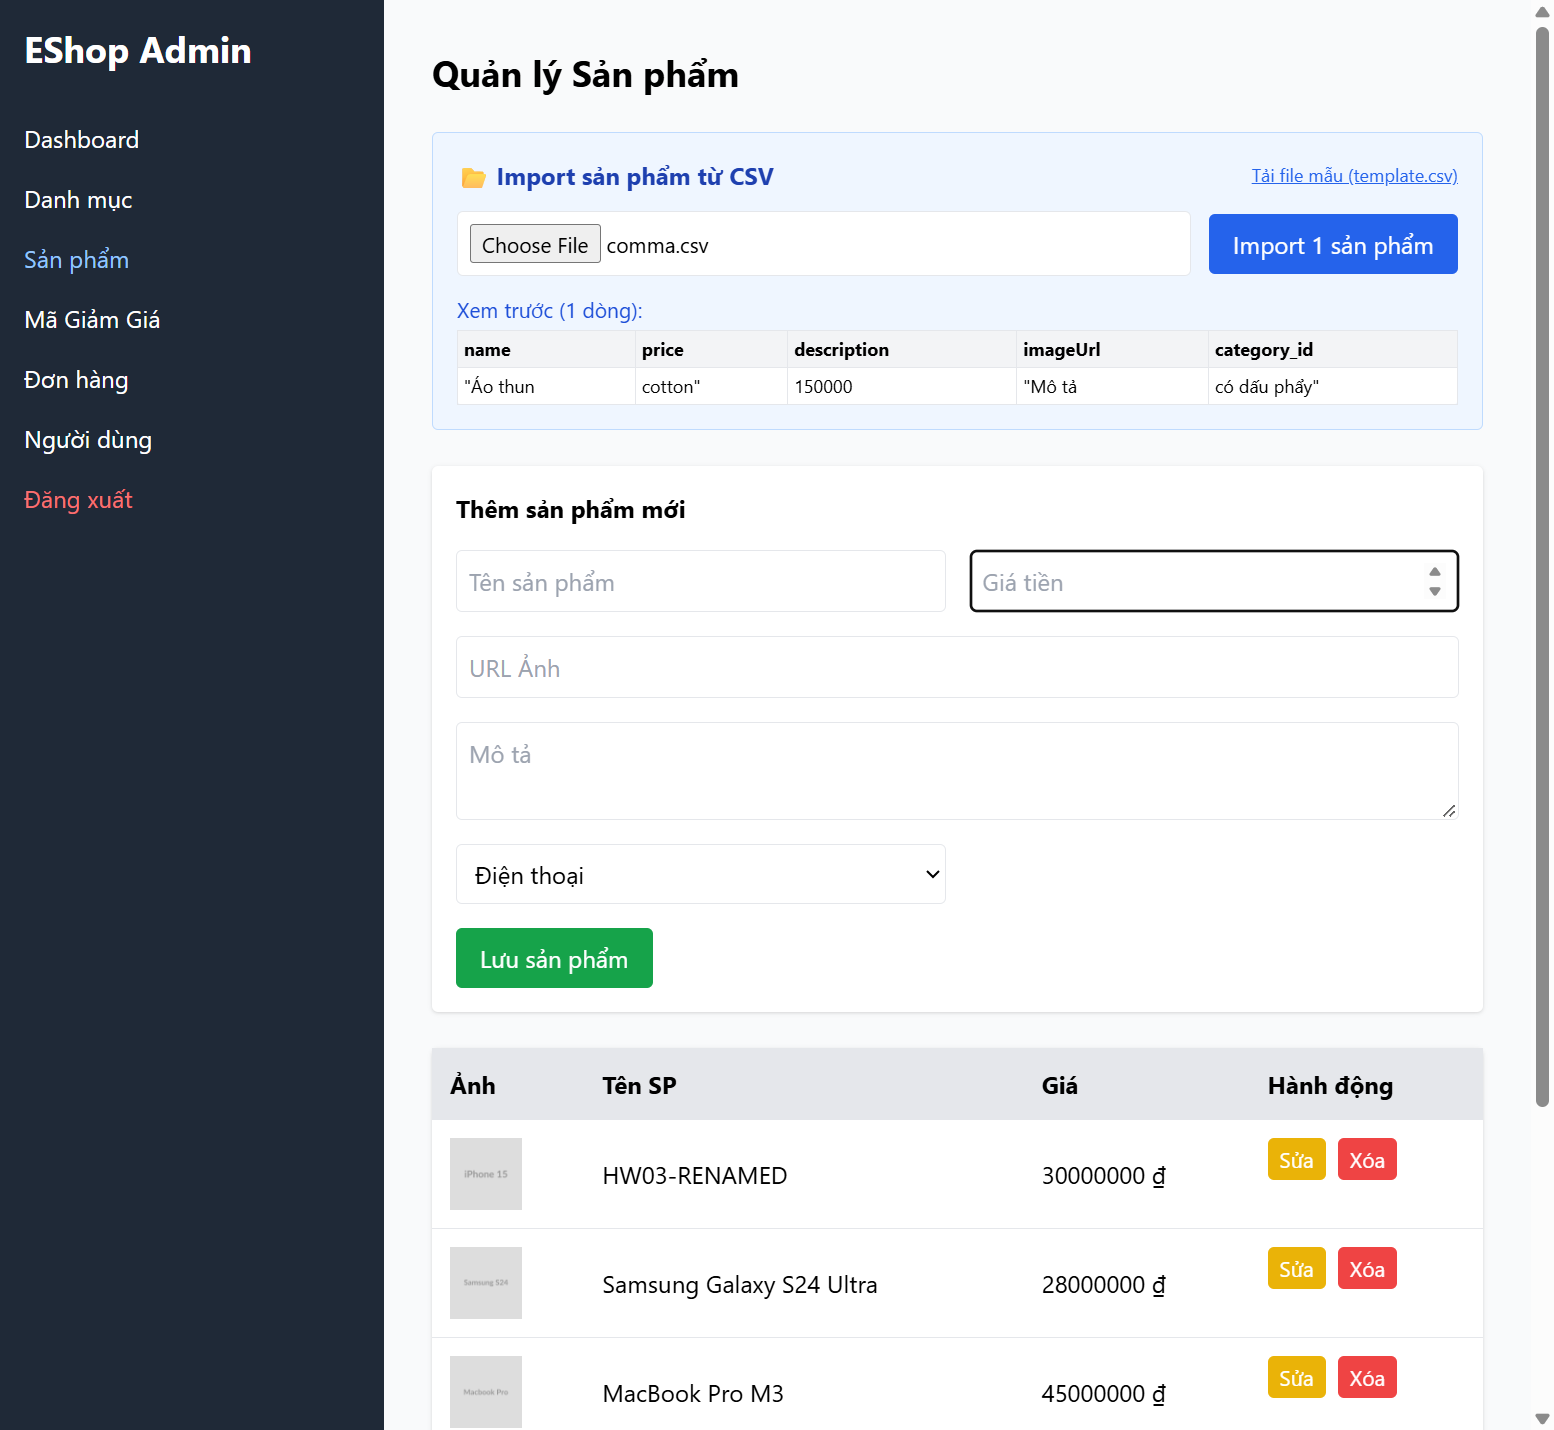 EShop Admin
Dashboard
Danh mục
Sản phẩm
Mã Giảm Giá
Đơn hàng
Người dùng
Đăng xuất
Quản lý Sản phẩm
Import sản phẩm từ CSV
Tải file mẫu (template.csv)
Choose File comma.csv
Import 1 sản phẩm
Xem trước (1 dòng):
name price description imageUrl category_id
"Áo thun cotton" 150000 "Mô tả có dấu phẩy"
Thêm sản phẩm mới
Tên sản phẩm
Giá tiền
URL Ảnh
Mô tả
Điện thoại
Lưu sản phẩm
Ảnh Tên SP Giá Hành động
iPhone 15 HW03-RENAMED 30000000 ₫ Sửa Xóa
Samsung S24 Samsung Galaxy S24 Ultra 28000000 ₫ Sửa Xóa
Macbook Pro MacBook Pro M3 45000000 ₫ Sửa Xóa